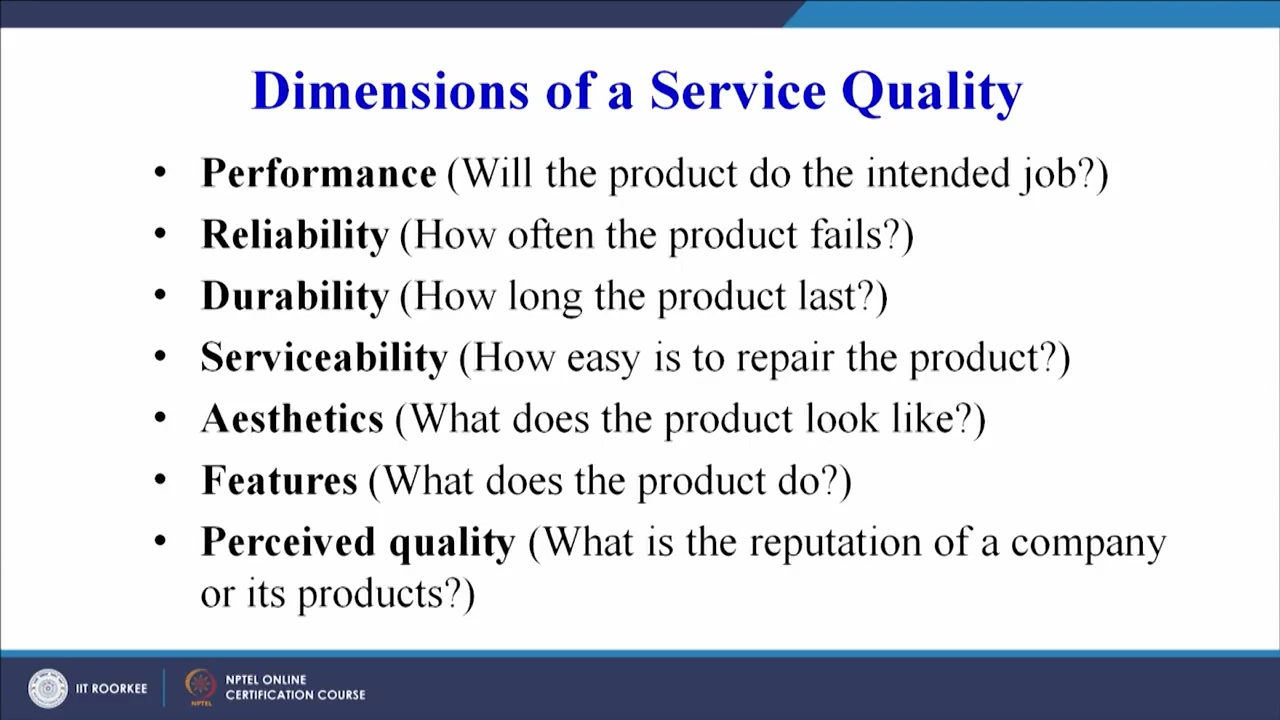 Dimensions of a Service Quality
• Performance (Will the product do the intended job?)
• Reliability (How often the product fails?)
• Durability (How long the product last?)
• Serviceability (How easy is to repair the product?)
• Aesthetics (What does the product look like?)
• Features (What does the product do?)
• Perceived quality (What is the reputation of a company
or its products?)
IIT ROORKEE
NPTEL
NPTEL ONLINE
CERTIFICATION COURSE